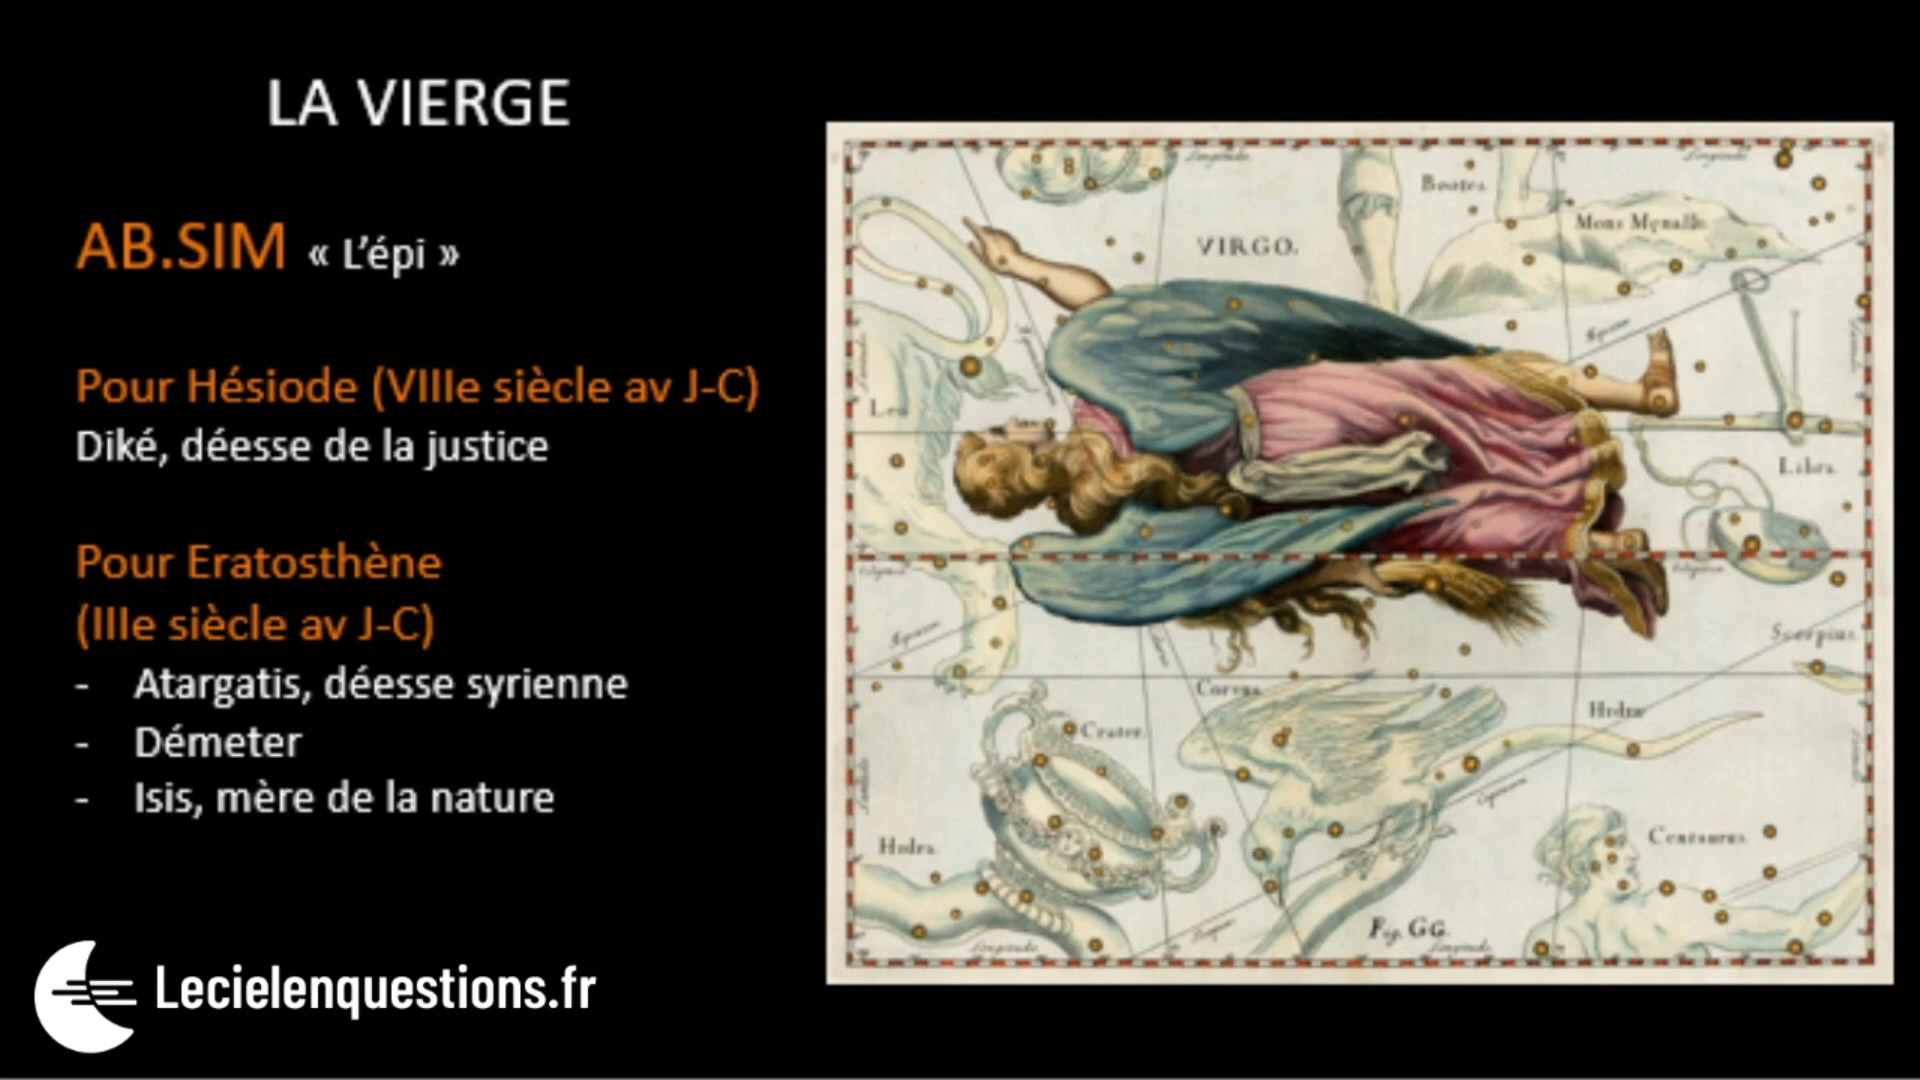 LA VIERGE
AB.SIM « L’épi »
Pour Hésiode (VIIIe siècle av J-C)
Diké, déesse de la justice
Pour Eratosthène
(IIIe siècle av J-C)
- Atargatis, déesse syrienne
- Démeter
- Isis, mère de la nature
Lecielenquestions.fr
Bootes.
Mons Męnalis.
VIRGO.
Leo
Libra.
Scorpius.
Corvus.
Hydra
Crater.
Hydra.
Centaurus.
Fig. GG.